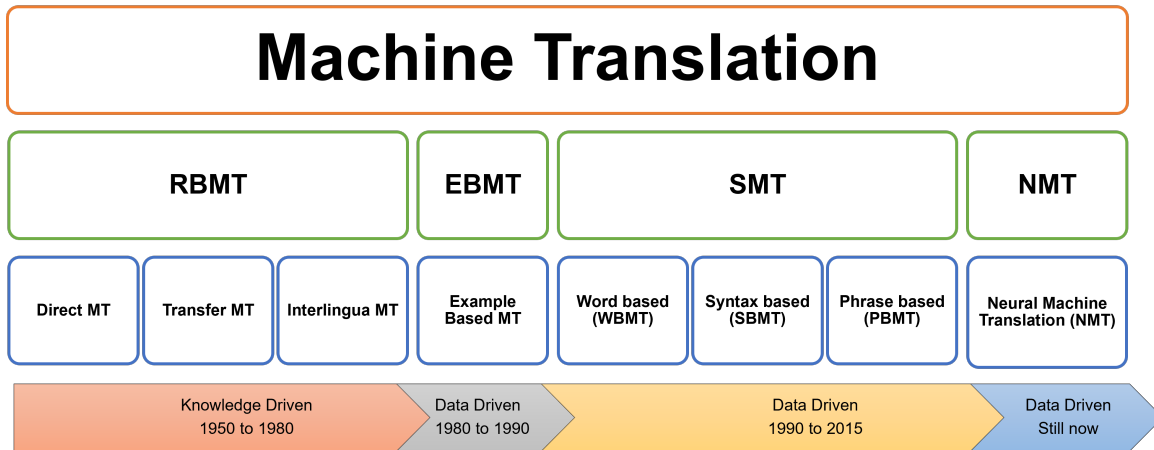 Machine Translation
RBMT
EBMT
SMT
NMT
Direct MT
Transfer MT
Interlingua MT
Example
Based MT
Word based
(WBMT)
Syntax based
(SBMT)
Phrase based
(PBMT)
Neural Machine
Translation (NMT)
Knowledge Driven
1950 to 1980
Data Driven
1980 to 1990
Data Driven
1990 to 2015
Data Driven
Still now